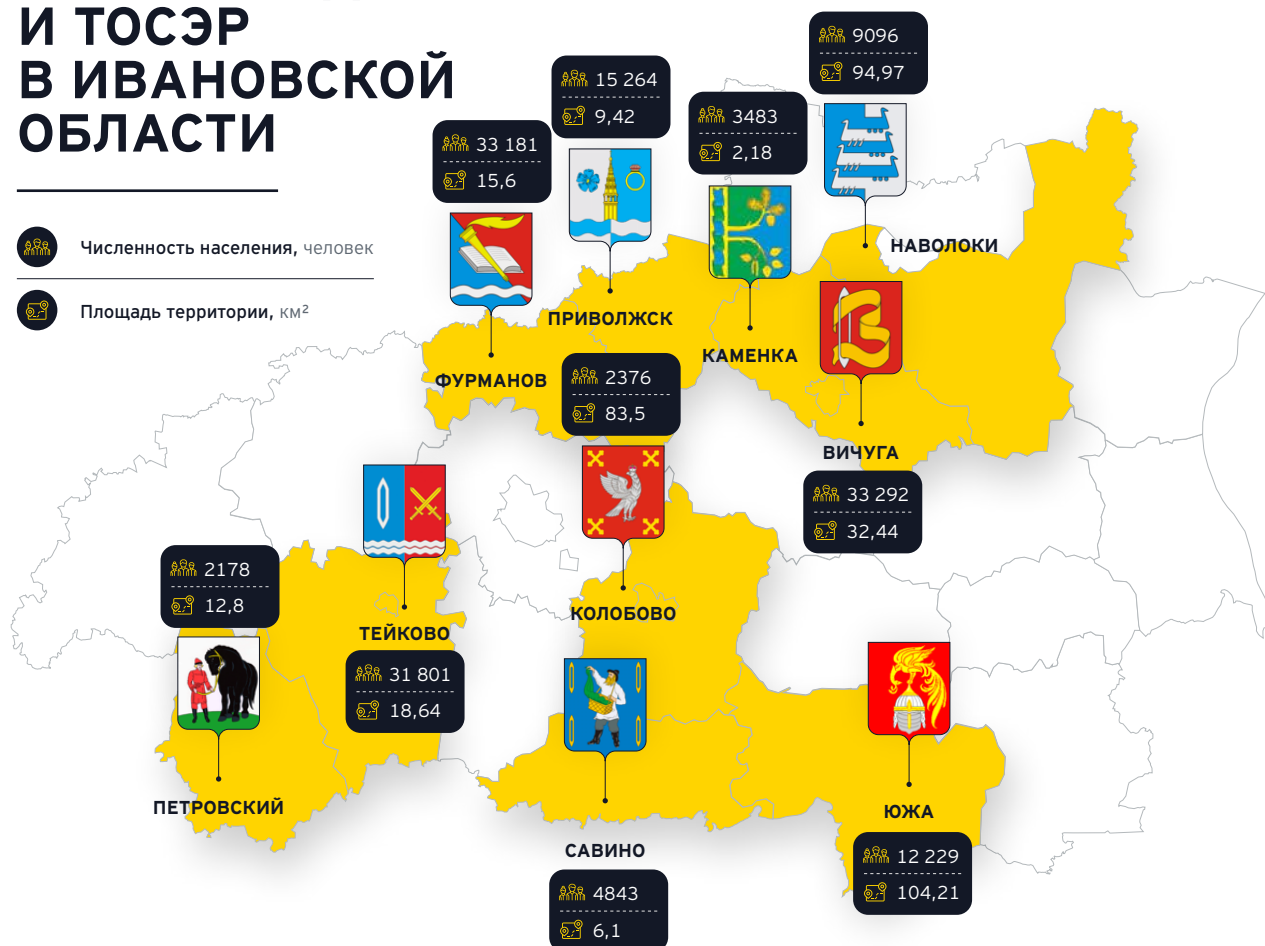 И ТОСЭР
В ИВАНОВСКОЙ
ОБЛАСТИ
Численность населения, человек
Площадь территории, км²
9096
94,97
НАВОЛОКИ
15 264
9,42
ПРИВОЛЖСК
3483
2,18
КАМЕНКА
33 181
15,6
ФУРМАНОВ
2376
83,5
КОЛОБОВО
ВИЧУГА
33 292
32,44
2178
12,8
ПЕТРОВСКИЙ
ТЕЙКОВО
31 801
18,64
САВИНО
4843
6,1
ЮЖА
12 229
104,21